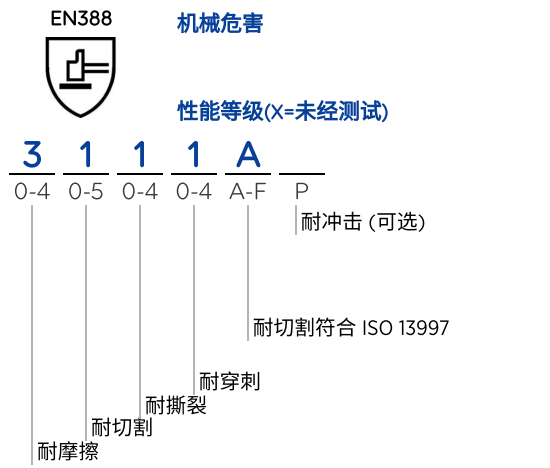 EN388
机械危害
性能等级(X=未经测试)
3 1 1 1 A
0-4 0-5 0-4 0-4 A-F P
耐冲击 (可选)
耐切割符合 ISO 13997
耐穿刺
耐撕裂
耐切割
耐摩擦